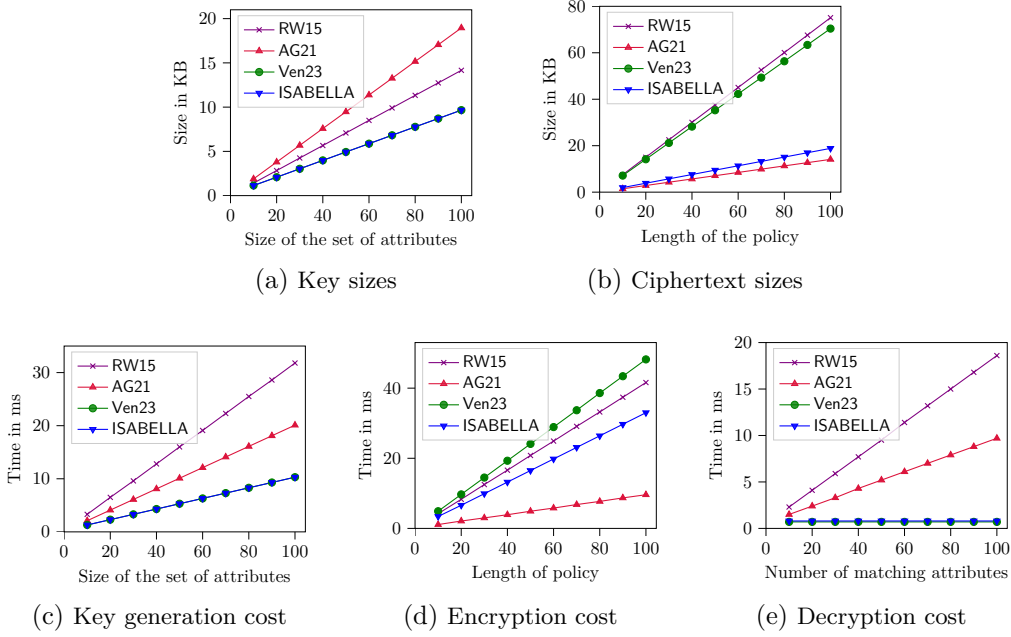 20
15
10
5
0
Size in KB
RW15
AG21
Ven23
ISABELLA
0 20 40 60 80 100
Size of the set of attributes
(a) Key sizes
80
60
40
20
0
Size in KB
RW15
AG21
Ven23
ISABELLA
0 20 40 60 80 100
Length of the policy
(b) Ciphertext sizes
30
20
10
0
Time in ms
RW15
AG21
Ven23
ISABELLA
0 20 40 60 80 100
Size of the set of attributes
(c) Key generation cost
40
20
0
Time in ms
RW15
AG21
Ven23
ISABELLA
0 20 40 60 80 100
Length of policy
(d) Encryption cost
20
15
10
5
0
Time in ms
RW15
AG21
Ven23
ISABELLA
0 20 40 60 80 100
Number of matching attributes
(e) Decryption cost